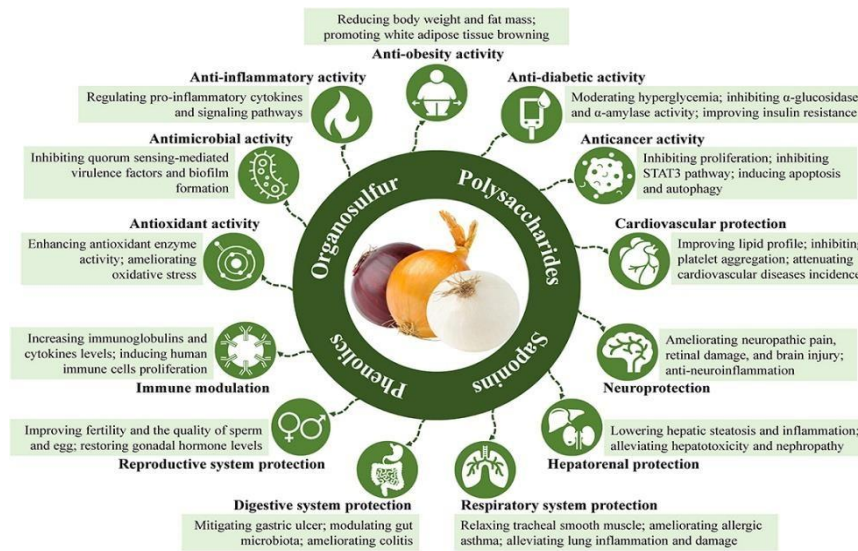 Reducing body weight and fat mass;
promoting white adipose tissue browning
Anti-obesity activity
Anti-inflammatory activity
Regulating pro-inflammatory cytokines
and signaling pathways
Anti-diabetic activity
Moderating hyperglycemia; inhibiting α-glucosidase
and α-amylase activity; improving insulin resistance
Antimicrobial activity
Inhibiting quorum sensing-mediated
virulence factors and biofilm
formation
Anticancer activity
Inhibiting proliferation; inhibiting
STAT3 pathway; inducing apoptosis
and autophagy
Antioxidant activity
Enhancing antioxidant enzyme
activity; ameliorating
oxidative stress
Cardiovascular protection
Improving lipid profile; inhibiting
platelet aggregation; attenuating
cardiovascular diseases incidence
Organosulfur
Polysaccharides
Phenolics
Saponins
Increasing immunoglobulins and
cytokines levels; inducing human
immune cells proliferation
Immune modulation
Ameliorating neuropathic pain,
retinal damage, and brain injury;
anti-neuroinflammation
Neuroprotection
Improving fertility and the quality of sperm
and egg; restoring gonadal hormone levels
Reproductive system protection
Lowering hepatic steatosis and inflammation;
alleviating hepatotoxicity and nephropathy
Hepatorenal protection
Digestive system protection
Mitigating gastric ulcer; modulating gut
microbiota; ameliorating colitis
Respiratory system protection
Relaxing tracheal smooth muscle; ameliorating allergic
asthma; alleviating lung inflammation and damage